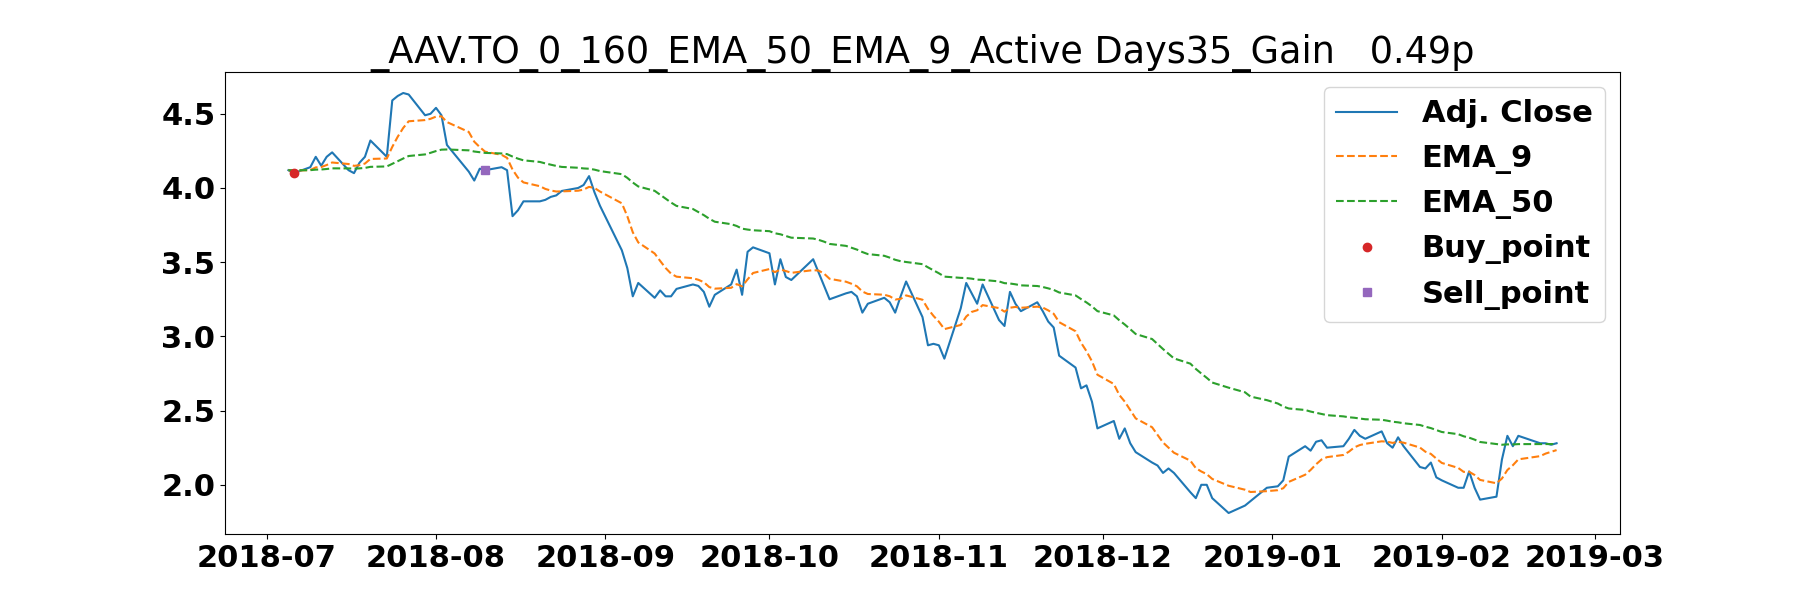 _AAV.TO_0_160_EMA_50_EMA_9_Active Days35_Gain   0.49p
4.5
4.0
3.5
3.0
2.5
2.0
Adj. Close
EMA_9
EMA_50
Buy_point
Sell_point
2018-07 2018-08 2018-09 2018-10 2018-11 2018-12 2019-01 2019-02 2019-03